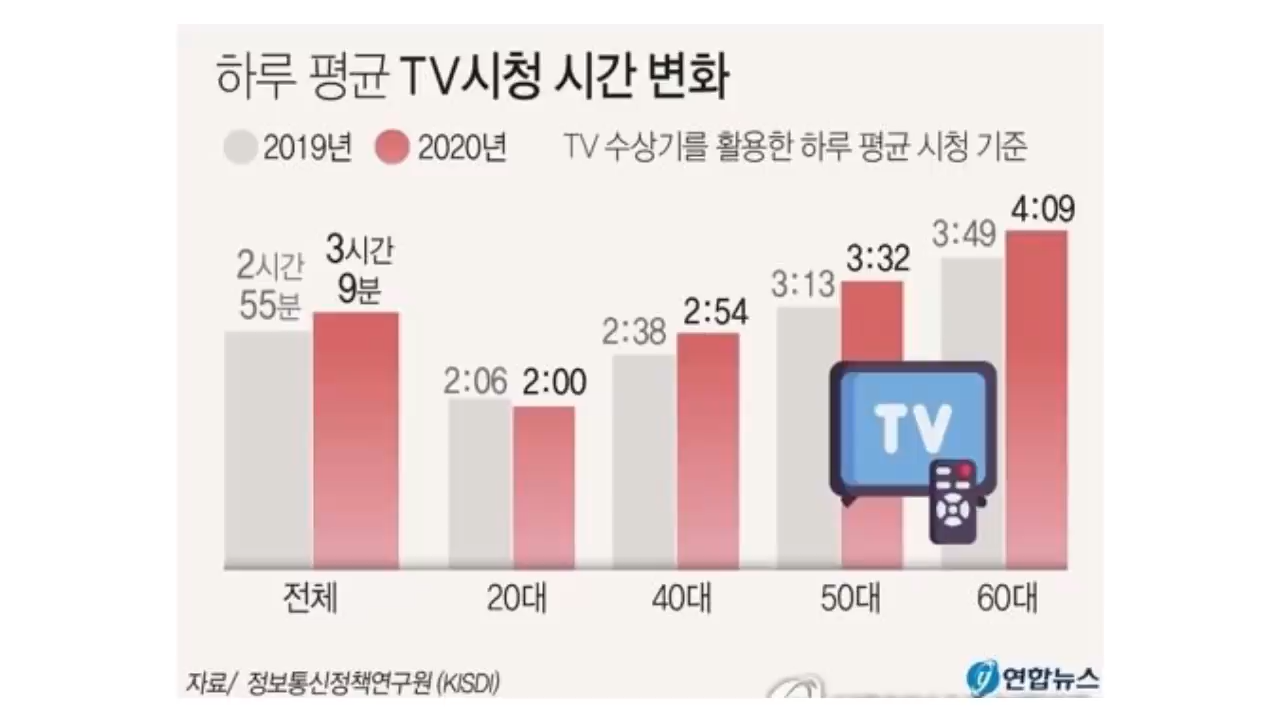 하루 평균 TV시청 시간 변화
2019년 2020년 TV 수상기를 활용한 하루 평균 시청 기준
2시간
55분
3시간
9분
2:06 2:00
2:38 2:54
3:13 3:32
3:49 4:09
TV
전체 20대 40대 50대 60대
자료/ 정보통신정책연구원(KISDI)
연합뉴스